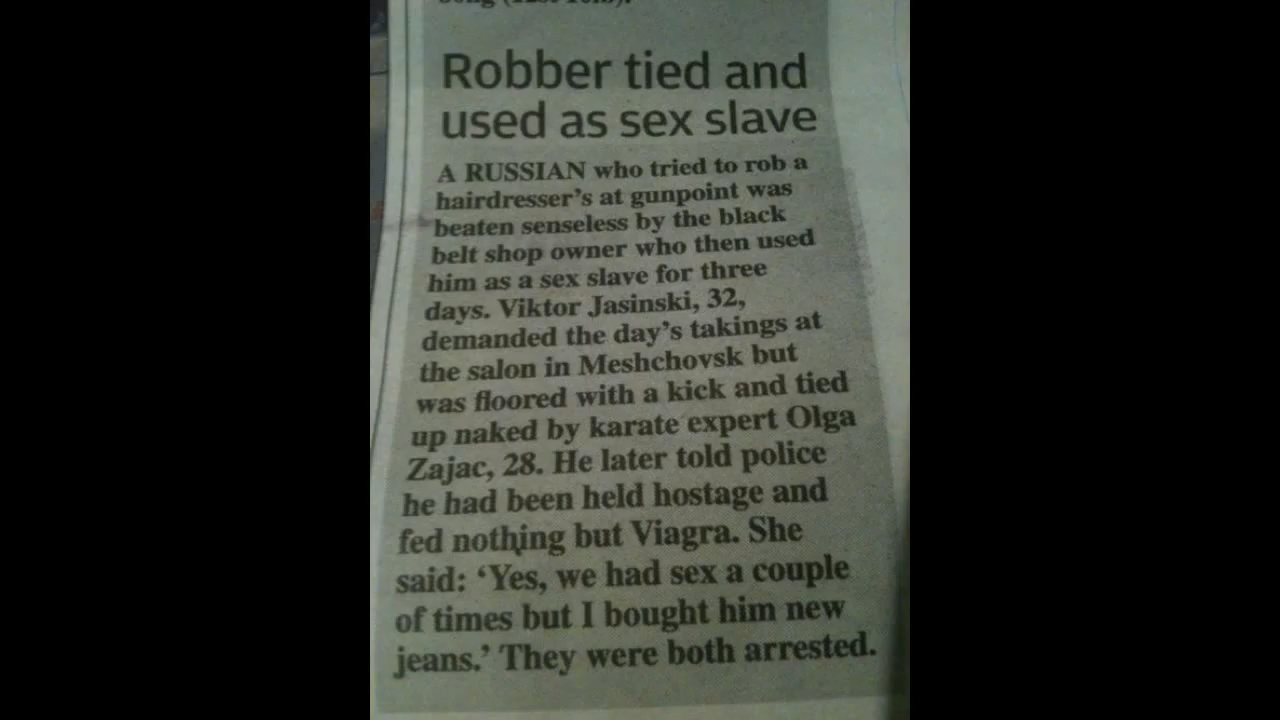 Robber tied and
used as sex slave
A RUSSIAN who tried to rob a
hairdresser's at gunpoint was
beaten senseless by the black
belt shop owner who then used
him as a sex slave for three
days. Viktor Jasinski, 32,
demanded the day's takings at
the salon in Meshchovsk but
was floored with a kick and tied
up naked by karate expert Olga
Zajac, 28. He later told police
he had been held hostage and
fed nothing but Viagra. She
said: ‘Yes, we had sex a couple
of times but I bought him new
jeans.’ They were both arrested.